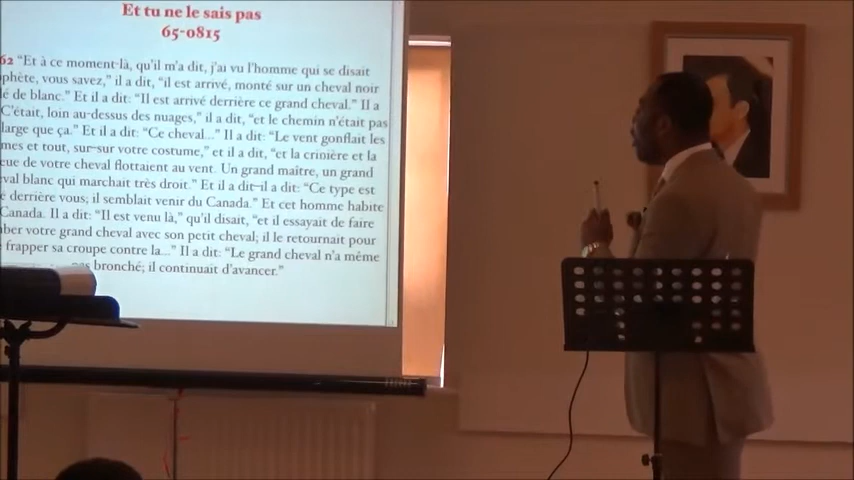 Et tu ne le sais pas
65-0815
62 “Et à ce moment-là, qu’il m’a dit, j’ai vu l’homme qui se disait
phète, vous savez,” il a dit, “il est arrivé, monté sur un cheval noir
lé de blanc.” Et il a dit: “Il est arrivé derrière ce grand cheval.” Il a
C’était, loin au-dessus des nuages,” il a dit, “et le chemin n’était pas
large que ça.” Et il a dit: “Ce cheval...” Il a dit: “Le vent gonflait les
mes et tout, sur-sur votre costume,” et il a dit, “et la crinière et la
eue de votre cheval flottaient au vent. Un grand maître, un grand
val blanc qui marchait très droit.” Et il a dit-il a dit: “Ce type est
e derrière vous; il semblait venir du Canada.” Et cet homme habite
Canada. Il a dit: “Il est venu là,” qu’il disait, “et il essayait de faire
ber votre grand cheval avec son petit cheval; il le retournait pour
e frapper sa croupe contre la...” Il a dit: “Le grand cheval n’a même
pas bronché; il continuait d’avancer.”